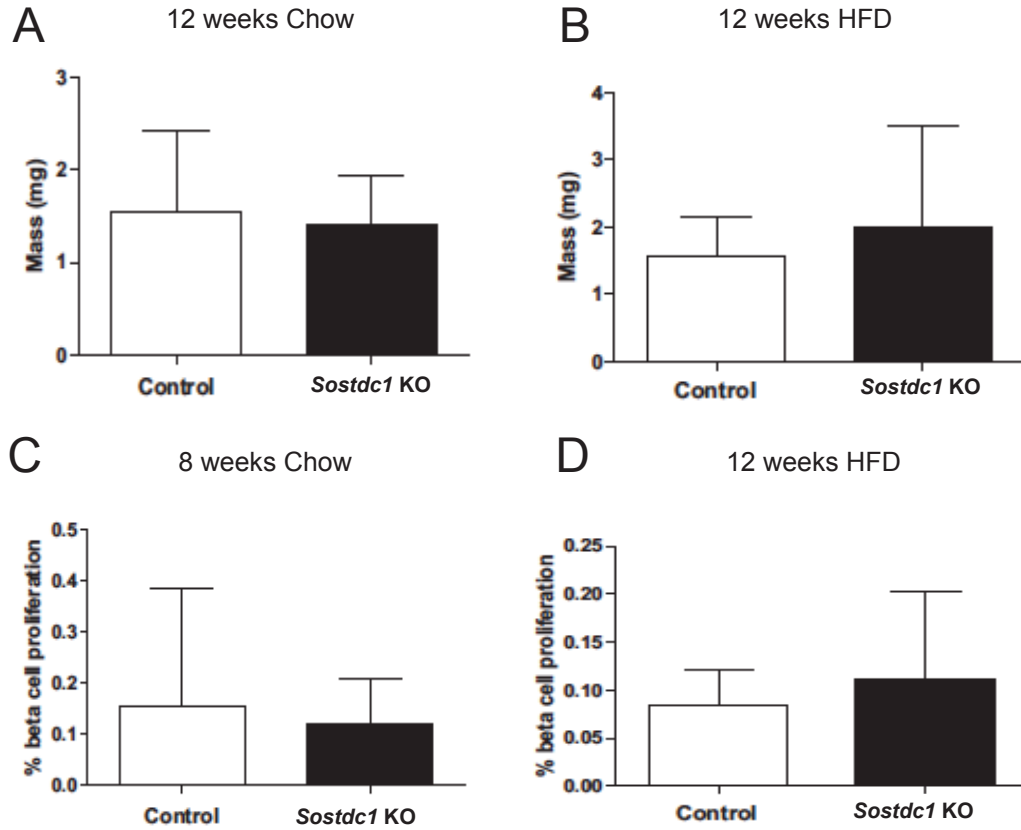 A
12 weeks Chow
Mass (mg)
3
2
1
0
Control
Sostdc1 KO
B
12 weeks HFD
Mass (mg)
4
3
2
1
0
Control
Sostdc1 KO
C
8 weeks Chow
% beta cell proliferation
0.5
0.4
0.3
0.2
0.1
0.0
Control
Sostdc1 KO
D
12 weeks HFD
% beta cell proliferation
0.25
0.20
0.15
0.10
0.05
0.00
Control
Sostdc1 KO